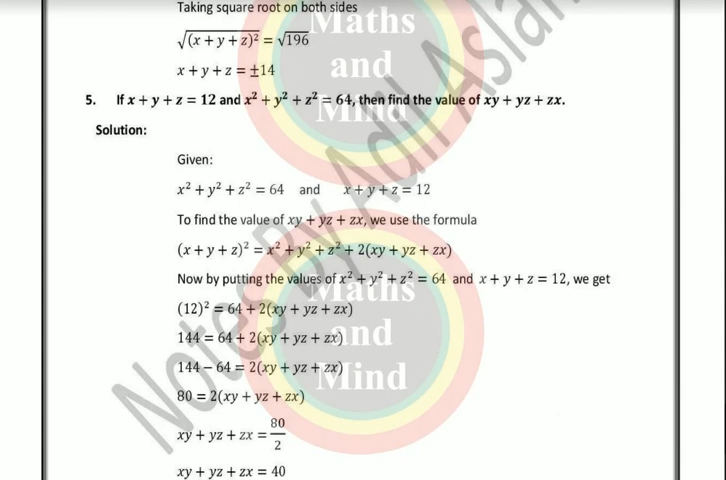 Taking square root on both sides
√(x + y + z)² = √196
x + y + z = ±14
5. If x + y + z = 12 and x² + y² + z² = 64, then find the value of xy + yz + zx.
Solution:
Given:
x² + y² + z² = 64 and x + y + z = 12
To find the value of xy + yz + zx, we use the formula
(x + y + z)² = x² + y² + z² + 2(xy + yz + zx)
Now by putting the values of x² + y² + z² = 64 and x + y + z = 12, we get
(12)² = 64 + 2(xy + yz + zx)
144 = 64 + 2(xy + yz + zx)
144 − 64 = 2(xy + yz + zx)
80 = 2(xy + yz + zx)
xy + yz + zx = 80/2
xy + yz + zx = 40
Maths
and
Mind
Maths
and
Mind
Notes By Adil Aslam